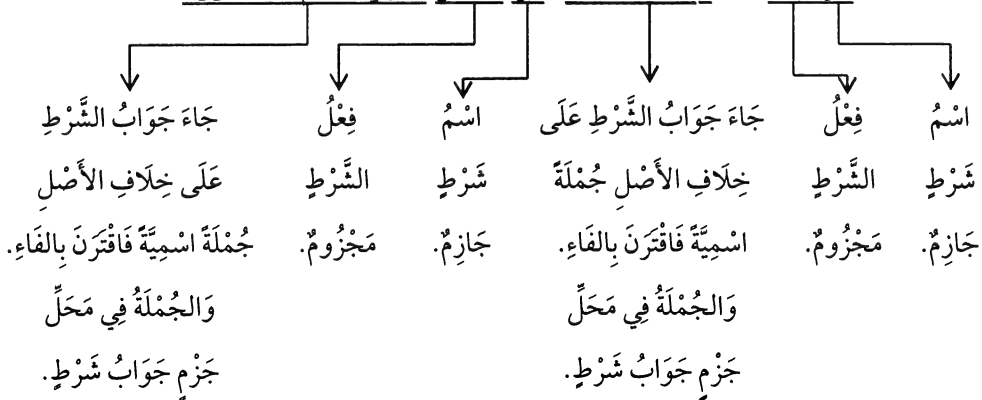 اسْمُ فِعْلُ جَاءَ جَوَابُ الشَّرْطِ عَلَى اسْمُ فِعْلُ جَاءَ جَوَابُ الشَّرْطِ
شَرْطٍ الشَّرْطِ خِلَافِ الأَصْلِ جُمْلَةً شَرْطٍ الشَّرْطِ عَلَى خِلَافِ الأَصْلِ
جَازِمٌ. مَجْزُومٌ. اسْمِيَّةً فَاقْتَرَنَ بِالفَاءِ. جَازِمٌ. مَجْزُومٌ. جُمْلَةً اسْمِيَّةً فَاقْتَرَنَ بِالفَاءِ.
وَالجُمْلَةُ فِي مَحَلِّ وَالجُمْلَةُ فِي مَحَلِّ
جَزْمٍ جَوَابُ شَرْطٍ. جَزْمٍ جَوَابُ شَرْطٍ.